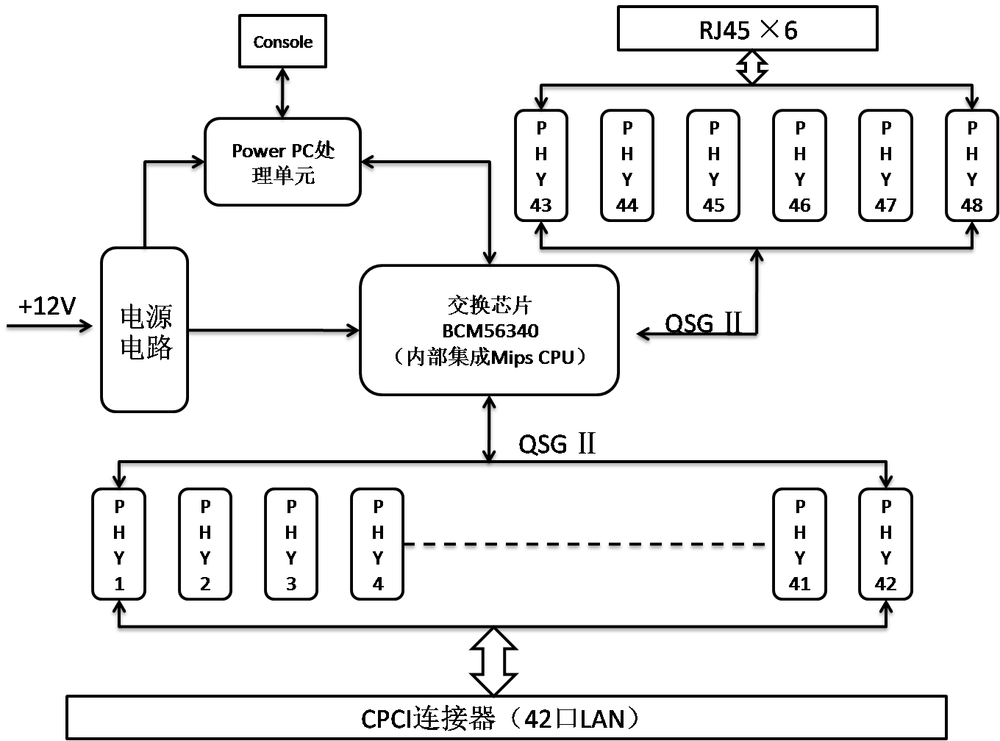 RJ45 ×6
Console
Power PC处
理单元
P
H
Y
43
P
H
Y
44
P
H
Y
45
P
H
Y
46
P
H
Y
47
P
H
Y
48
+12V
电源
电路
交换芯片
BCM56340
（内部集成Mips CPU）
QSG Ⅱ
QSG Ⅱ
P
H
Y
1
P
H
Y
2
P
H
Y
3
P
H
Y
4
P
H
Y
41
P
H
Y
42
CPCI连接器（42口LAN）